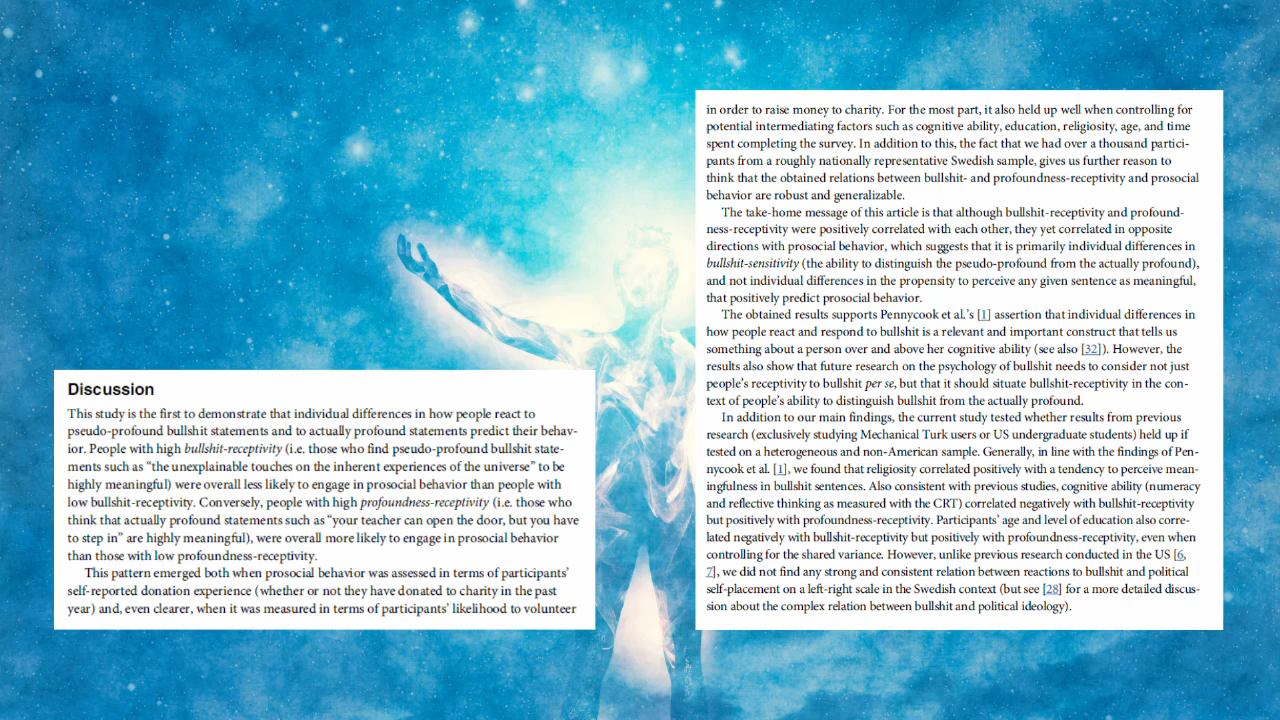 Discussion
This study is the first to demonstrate that individual differences in how people react to
pseudo-profound bullshit statements and to actually profound statements predict their behav-
ior. People with high bullshit-receptivity (i.e. those who find pseudo-profound bullshit state-
ments such as “the unexplainable touches on the inherent experiences of the universe” to be
highly meaningful) were overall less likely to engage in prosocial behavior than people with
low bullshit-receptivity. Conversely, people with high profoundness-receptivity (i.e. those who
think that actually profound statements such as “your teacher can open the door, but you have
to step in” are highly meaningful), were overall more likely to engage in prosocial behavior
than those with low profoundness-receptivity.
This pattern emerged both when prosocial behavior was assessed in terms of participants’
self-reported donation experience (whether or not they have donated to charity in the past
year) and, even clearer, when it was measured in terms of participants’ likelihood to volunteer
in order to raise money to charity. For the most part, it also held up well when controlling for
potential intermediating factors such as cognitive ability, education, religiosity, age, and time
spent completing the survey. In addition to this, the fact that we had over a thousand partici-
pants from a roughly nationally representative Swedish sample, gives us further reason to
think that the obtained relations between bullshit- and profoundness-receptivity and prosocial
behavior are robust and generalizable.
The take-home message of this article is that although bullshit-receptivity and profound-
ness-receptivity were positively correlated with each other, they yet correlated in opposite
directions with prosocial behavior, which suggests that it is primarily individual differences in
bullshit-sensitivity (the ability to distinguish the pseudo-profound from the actually profound),
and not individual differences in the propensity to perceive any given sentence as meaningful,
that positively predict prosocial behavior.
The obtained results supports Pennycook et al.’s [1] assertion that individual differences in
how people react and respond to bullshit is a relevant and important construct that tells us
something about a person over and above her cognitive ability (see also [32]). However, the
results also show that future research on the psychology of bullshit needs to consider not just
people’s receptivity to bullshit per se, but that it should situate bullshit-receptivity in the con-
text of people’s ability to distinguish bullshit from the actually profound.
In addition to our main findings, the current study tested whether results from previous
research (exclusively studying Mechanical Turk users or US undergraduate students) held up if
tested on a heterogeneous and non-American sample. Generally, in line with the findings of Pen-
nycook et al. [1], we found that religiosity correlated positively with a tendency to perceive mean-
ingfulness in bullshit sentences. Also consistent with previous studies, cognitive ability (numeracy
and reflective thinking as measured with the CRT) correlated negatively with bullshit-receptivity
but positively with profoundness-receptivity. Participants’ age and level of education also corre-
lated negatively with bullshit-receptivity but positively with profoundness-receptivity, even when
controlling for the shared variance. However, unlike previous research conducted in the US [6,
7], we did not find any strong and consistent relation between reactions to bullshit and political
self-placement on a left-right scale in the Swedish context (but see [28] for a more detailed discus-
sion about the complex relation between bullshit and political ideology).